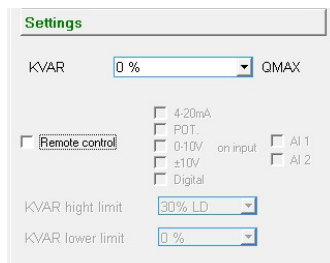 Settings
KVAR 0 % QMAX
4-20mA
POT.
Remote control 0-10V on input AI 1
±10V AI 2
Digital
KVAR hight limit 30% LD
KVAR lower limit 0 %